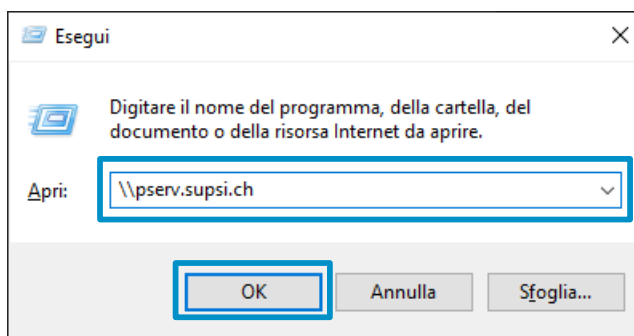 Esegui
Digitare il nome del programma, della cartella, del
documento o della risorsa Internet da aprire.
Apri: \\pserv.supsi.ch
OK Annulla Sfoglia...